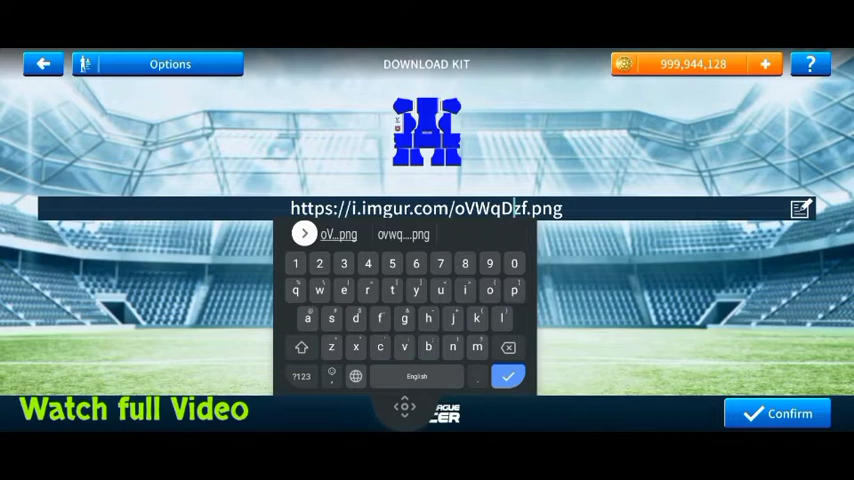 Options
DOWNLOAD KIT
999,944,128 +
?
https://i.imgur.com/oVWqDzf.png
oV...png ovwq....png
1 2 3 4 5 6 7 8 9 0
q w e r t y u i o p
a s d f g h j k l
z x c v b n m
?123 , English .
Watch full Video
Confirm